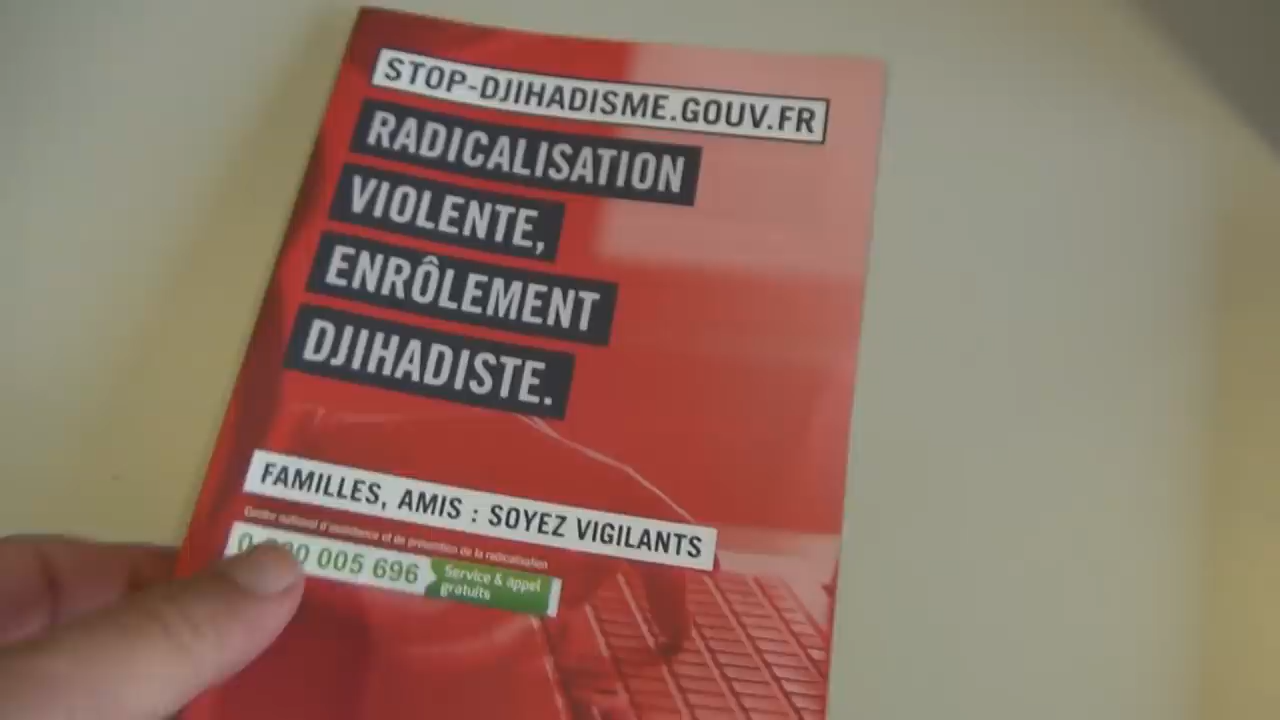 STOP-DJIHADISME.GOUV.FR
RADICALISATION
VIOLENTE,
ENRÔLEMENT
DJIHADISTE.
FAMILLES, AMIS : SOYEZ VIGILANTS
Centre national d'assistance et de prévention de la radicalisation
005 696
Service & appel
gratuits